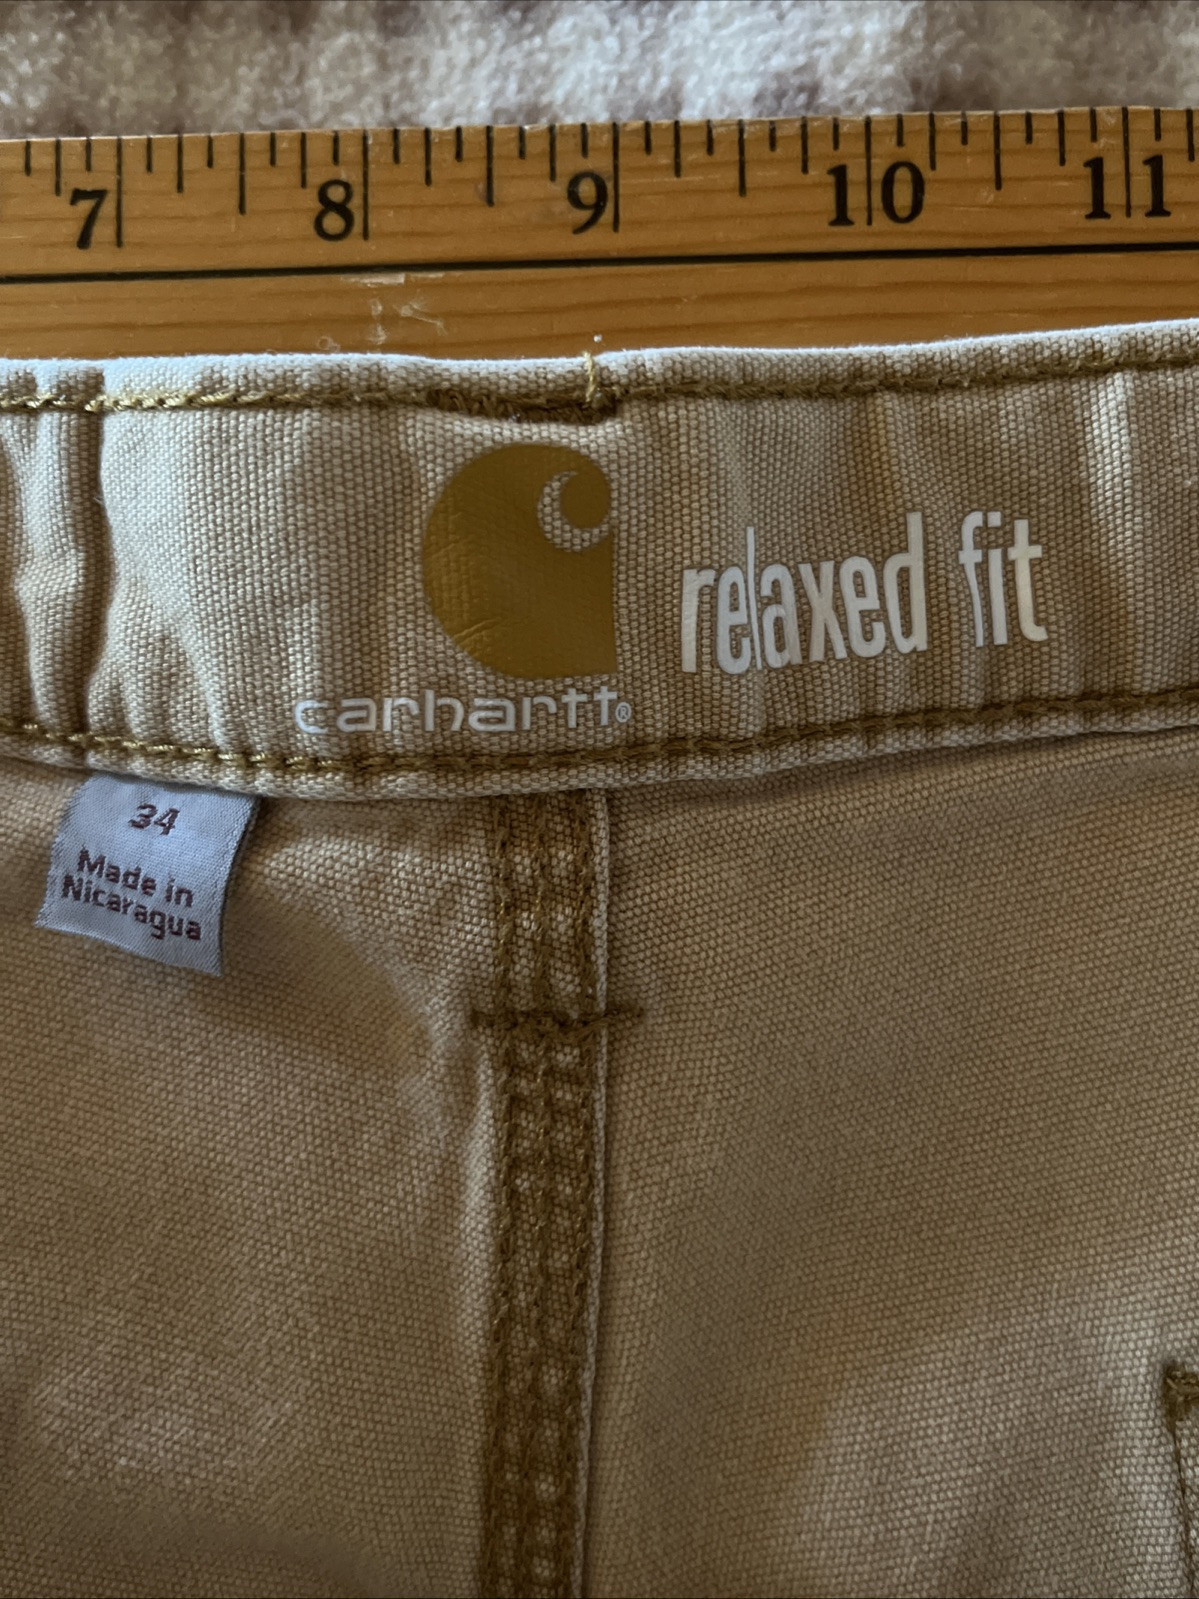 7 8 9 10 11
relaxed fit
carhartt®
34
Made in
Nicaragua